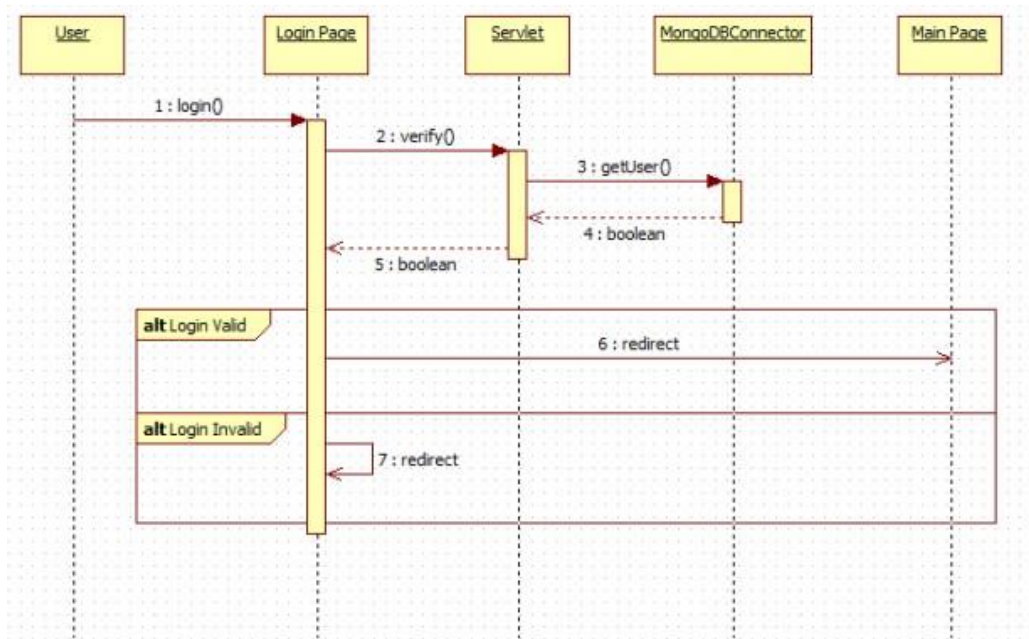 User
Login Page
Servlet
MongoDBConnector
Main Page
1 : login()
2 : verify()
3 : getUser()
4 : boolean
5 : boolean
alt Login Valid
6 : redirect
alt Login Invalid
7 : redirect